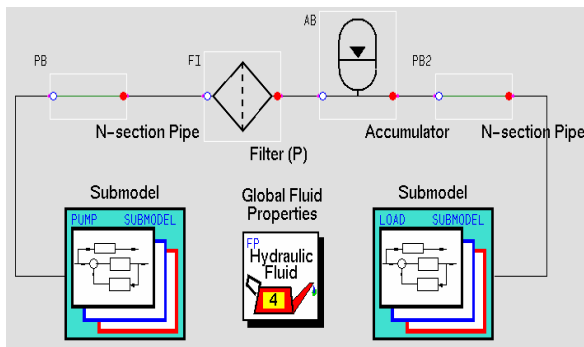 AB
PB
FI
PB2
N-section Pipe
Accumulator
N-section Pipe
Filter (P)
Submodel
Global Fluid
Properties
Submodel
PUMP SUBMODEL
FP
Hydraulic
Fluid
4
LOAD SUBMODEL